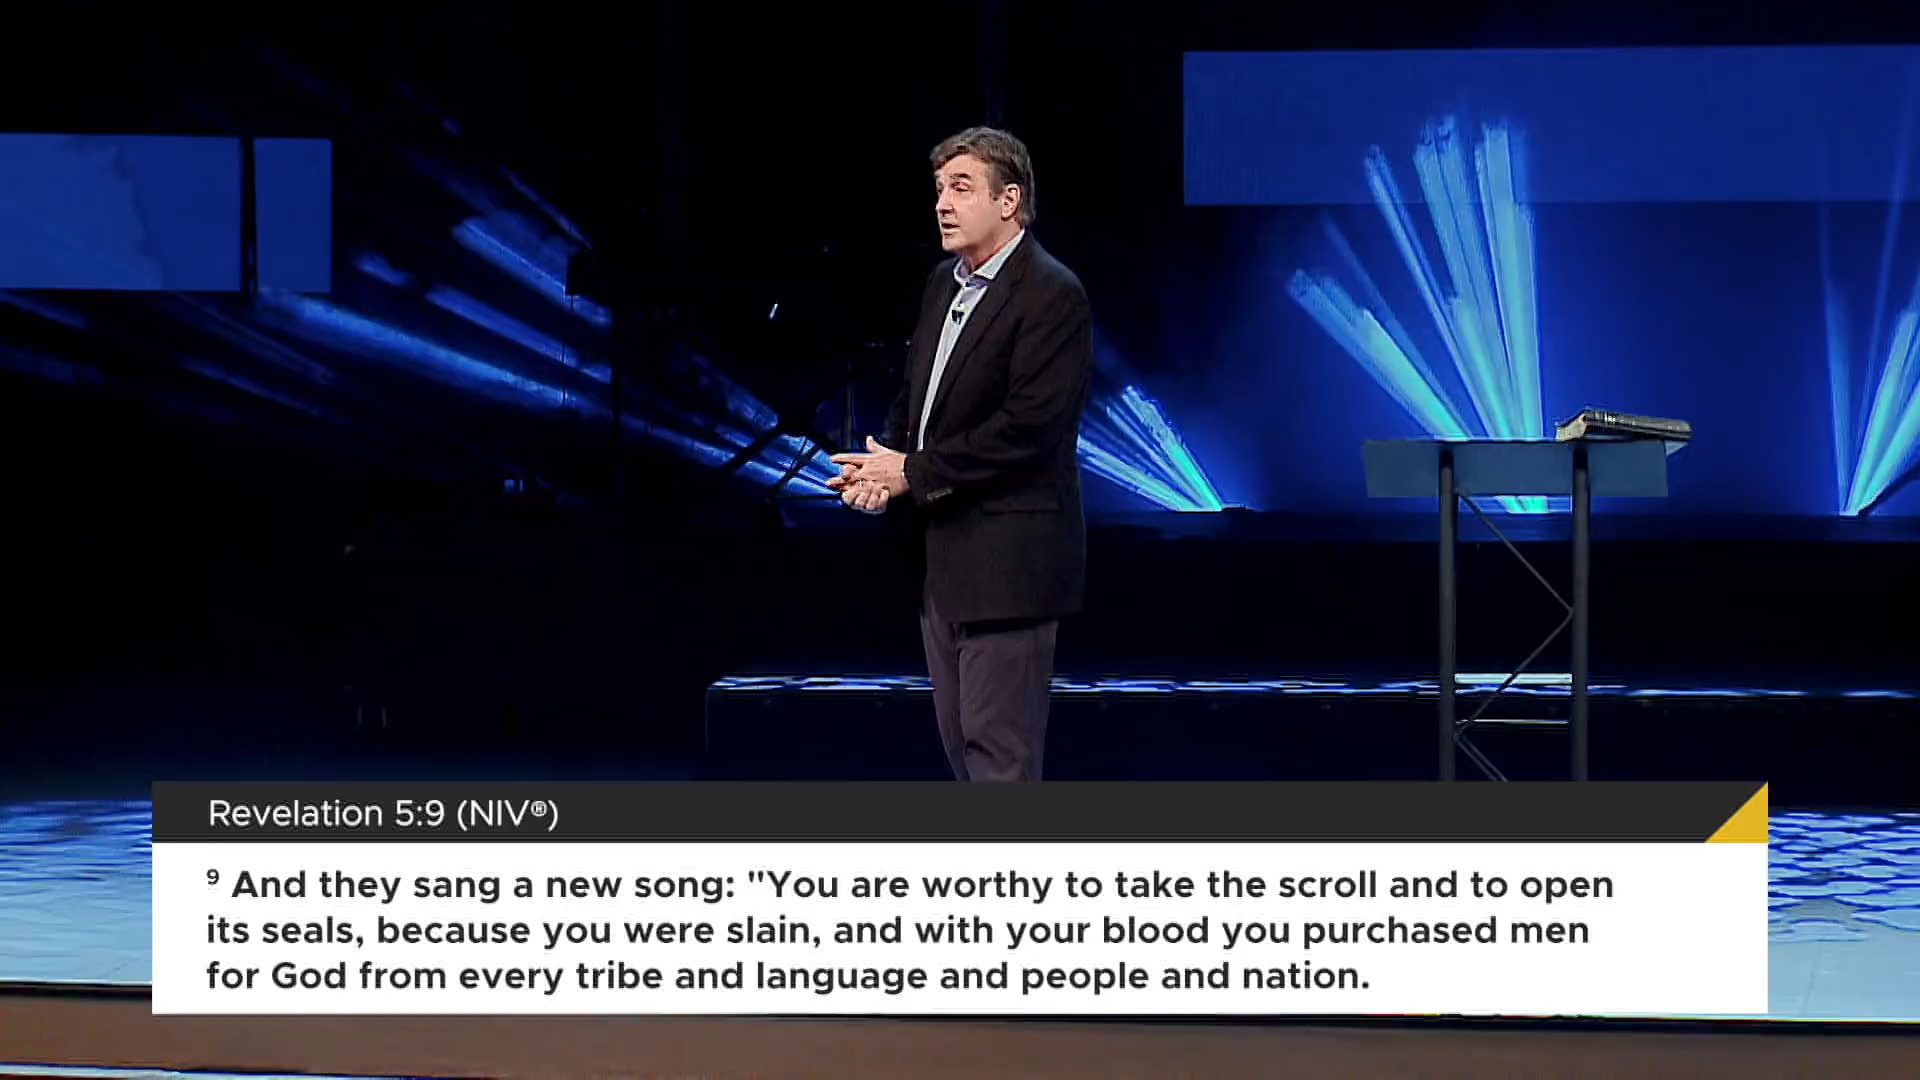 Revelation 5:9 (NIV®)
⁹ And they sang a new song: "You are worthy to take the scroll and to open
its seals, because you were slain, and with your blood you purchased men
for God from every tribe and language and people and nation.